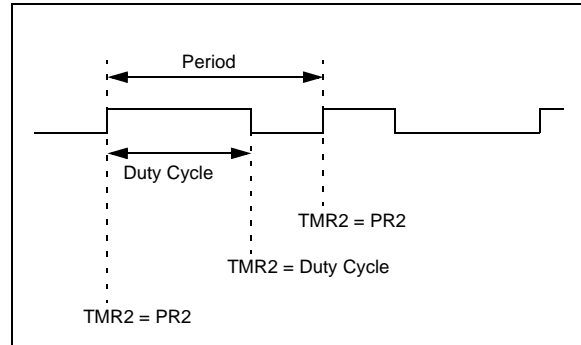 Period
Duty Cycle
TMR2 = PR2
TMR2 = Duty Cycle
TMR2 = PR2